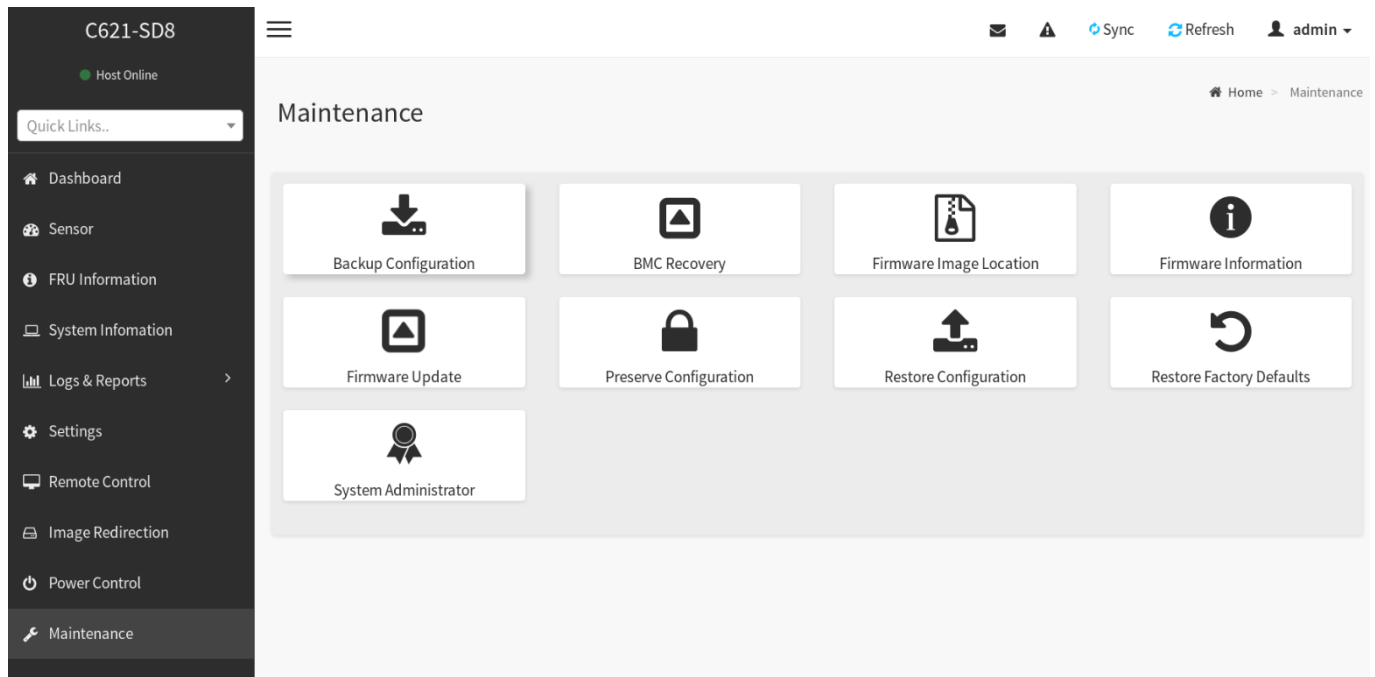 C621-SD8
Host Online
Quick Links..
Dashboard
Sensor
FRU Information
System Infomation
Logs & Reports
Settings
Remote Control
Image Redirection
Power Control
Maintenance
Sync Refresh admin
Home > Maintenance
Maintenance
Backup Configuration BMC Recovery Firmware Image Location Firmware Information
Firmware Update Preserve Configuration Restore Configuration Restore Factory Defaults
System Administrator